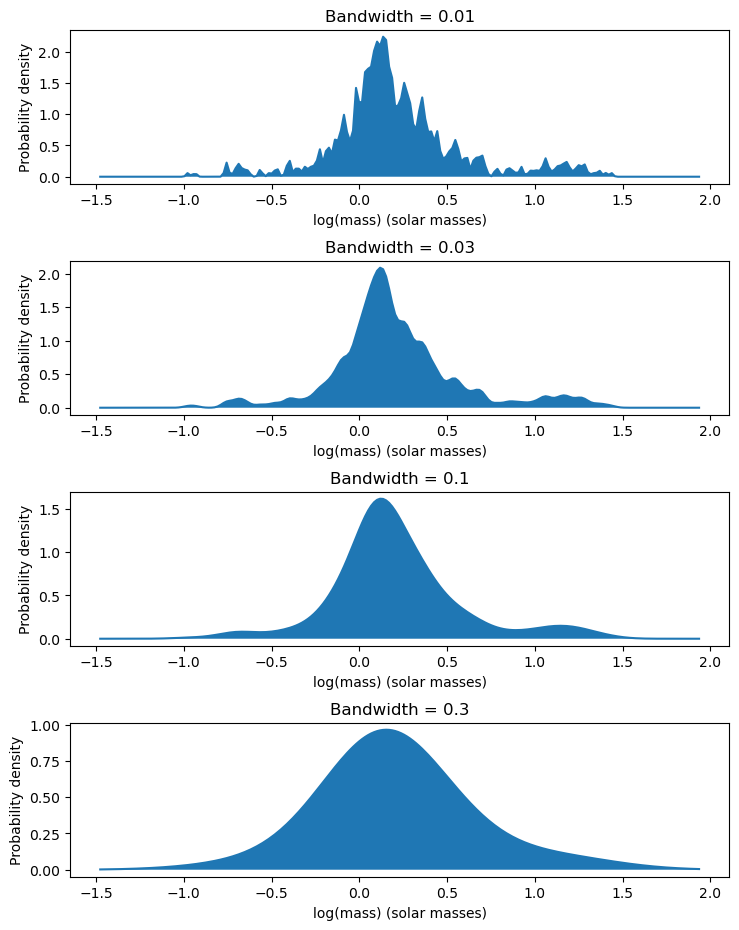 Bandwidth = 0.01
Probability density
2.0
1.5
1.0
0.5
0.0
−1.5 −1.0 −0.5 0.0 0.5 1.0 1.5 2.0
log(mass) (solar masses)
Bandwidth = 0.03
Probability density
2.0
1.5
1.0
0.5
0.0
−1.5 −1.0 −0.5 0.0 0.5 1.0 1.5 2.0
log(mass) (solar masses)
Bandwidth = 0.1
Probability density
1.5
1.0
0.5
0.0
−1.5 −1.0 −0.5 0.0 0.5 1.0 1.5 2.0
log(mass) (solar masses)
Bandwidth = 0.3
Probability density
1.00
0.75
0.50
0.25
0.00
−1.5 −1.0 −0.5 0.0 0.5 1.0 1.5 2.0
log(mass) (solar masses)